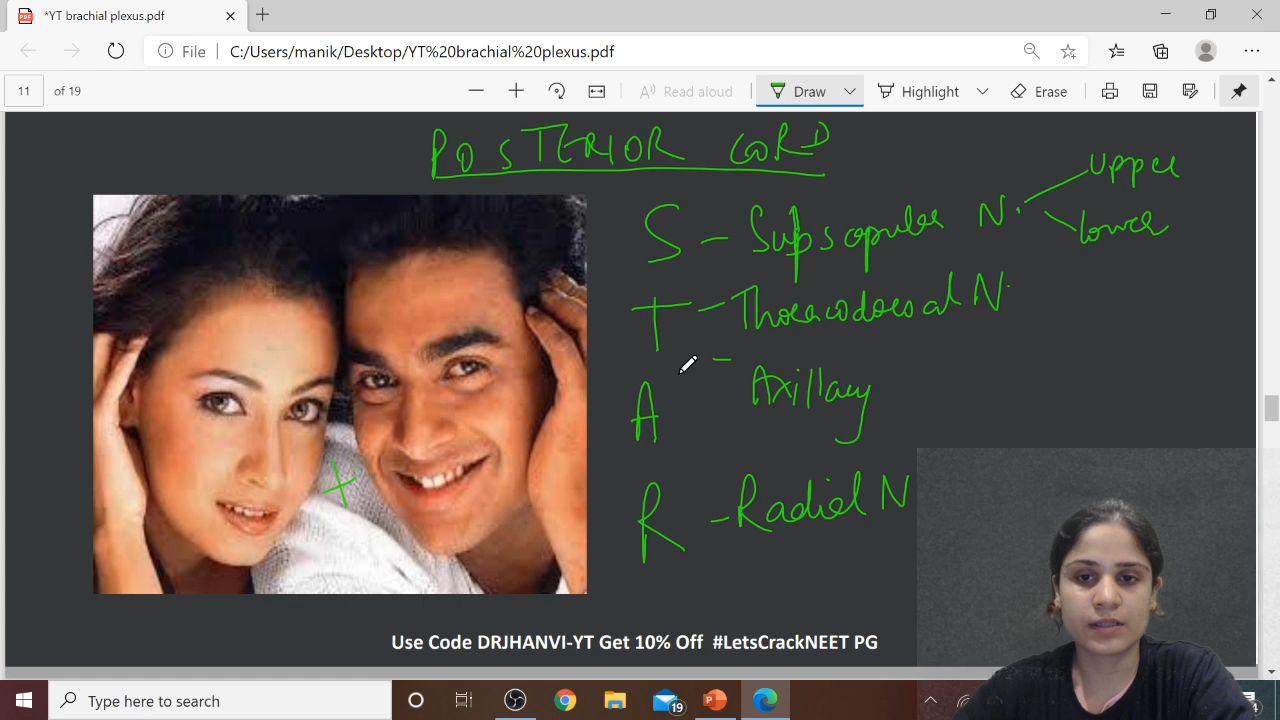 *YT brachial plexus.pdf
File C:/Users/manik/Desktop/YT%20brachial%20plexus.pdf
11 of 19
Read aloud
Draw
Highlight
Erase
POSTERIOR CORD
S - Subscapular N. Upper
Lower
T - Thoracodorsal N.
A - Axillary
R - Radial N
Use Code DRJHANVI-YT Get 10% Off #LetsCrackNEET PG
Type here to search
19